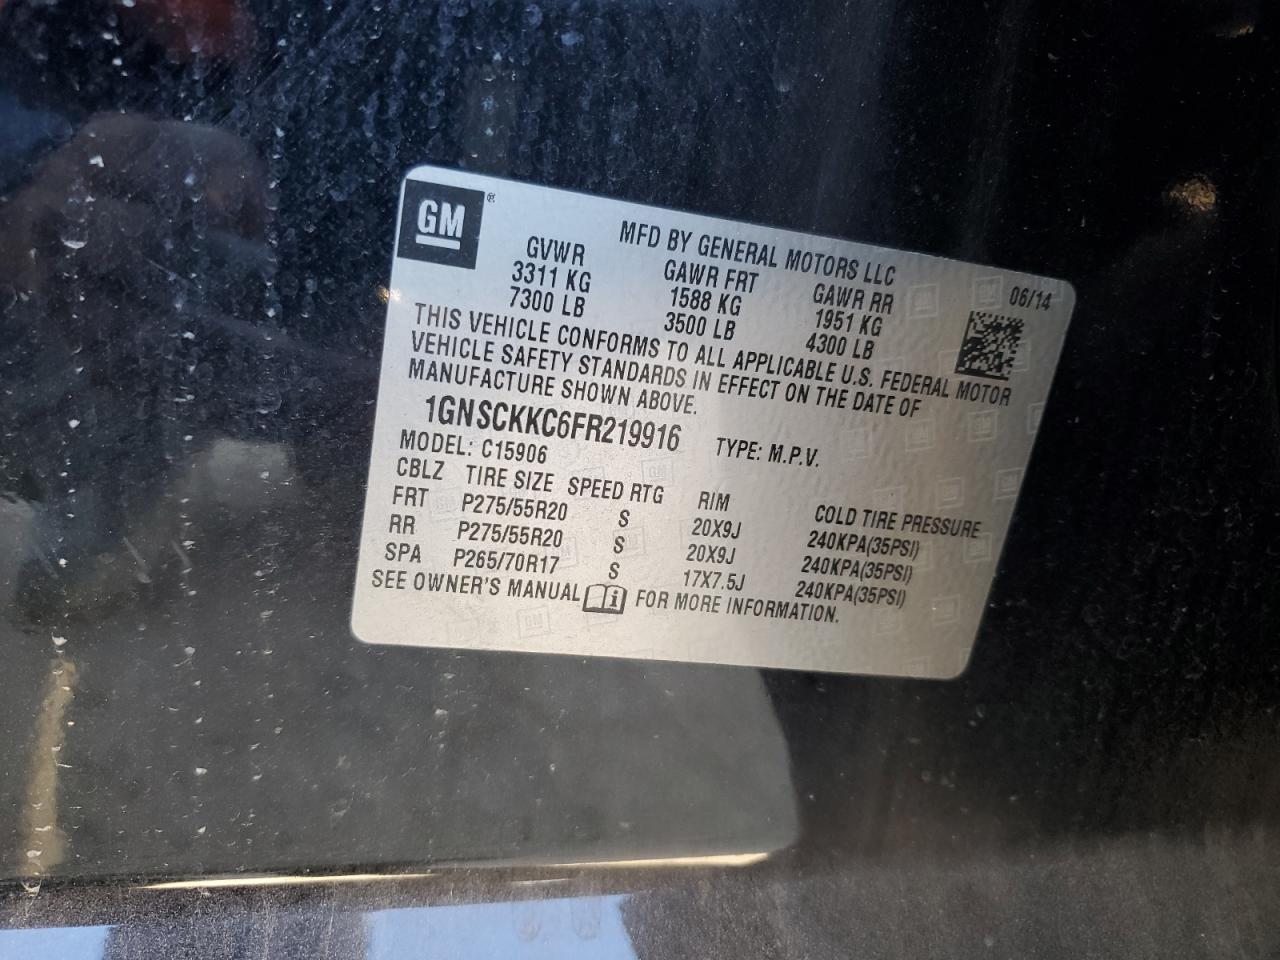 GM ®
MFD BY GENERAL MOTORS LLC
GVWR GAWR FRT GAWR RR 06/14
3311 KG 1588 KG 1951 KG
7300 LB 3500 LB 4300 LB
THIS VEHICLE CONFORMS TO ALL APPLICABLE U.S. FEDERAL MOTOR
VEHICLE SAFETY STANDARDS IN EFFECT ON THE DATE OF
MANUFACTURE SHOWN ABOVE.
1GNSCKKC6FR219916 TYPE: M.P.V.
MODEL: C15906
CBLZ TIRE SIZE SPEED RTG RIM COLD TIRE PRESSURE
FRT P275/55R20 S 20X9J 240KPA(35PSI)
RR P275/55R20 S 20X9J 240KPA(35PSI)
SPA P265/70R17 S 17X7.5J 240KPA(35PSI)
SEE OWNER'S MANUAL i FOR MORE INFORMATION.